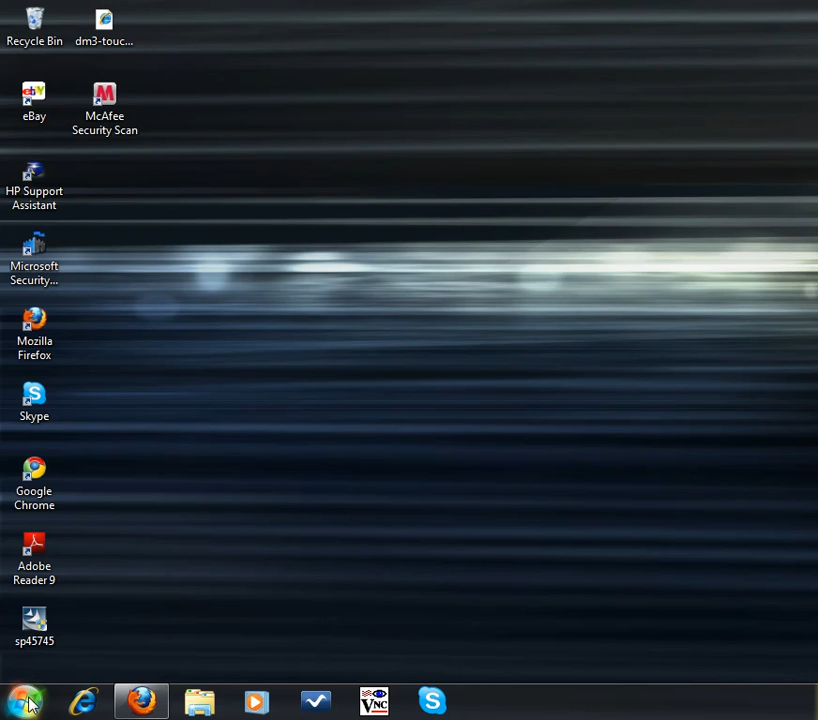 Recycle Bin
dm3-touc...
eBay
McAfee
Security Scan
HP Support
Assistant
Microsoft
Security...
Mozilla
Firefox
Skype
Google
Chrome
Adobe
Reader 9
sp45745
VNC